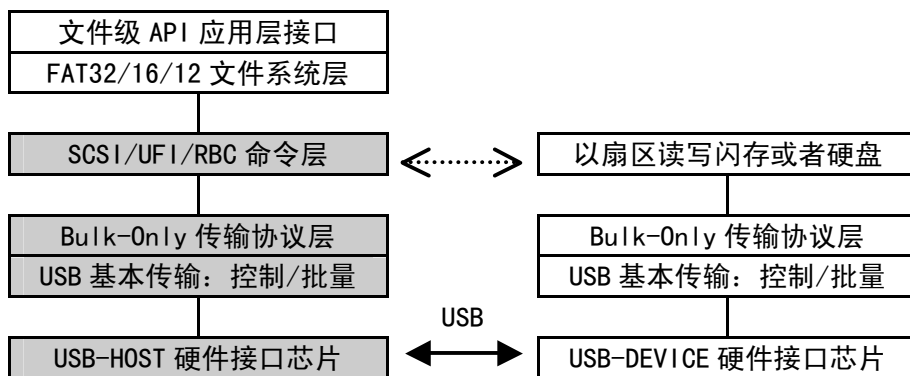 文件级 API 应用层接口
FAT32/16/12 文件系统层
SCSI/UFI/RBC 命令层
以扇区读写闪存或者硬盘
Bulk-Only 传输协议层
USB 基本传输：控制/批量
Bulk-Only 传输协议层
USB 基本传输：控制/批量
USB
USB-HOST 硬件接口芯片
USB-DEVICE 硬件接口芯片